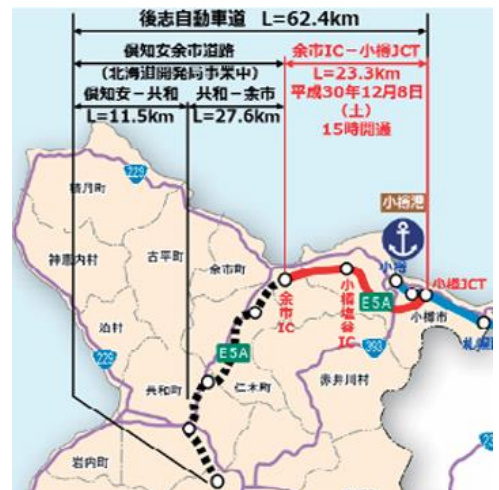 後志自動車道 L=62.4km
倶知安余市道路
(北海道開発局事業中)
余市IC－小樽JCT
L=23.3km
平成30年12月8日
(土)
15時開通
倶知安－共和
L=11.5km
共和－余市
L=27.6km
229
積丹町
小樽港
神恵内村
古平町
余市町
小樽
小樽JCT
余市IC
小樽塩谷IC
E5A
小樽市
札幌
泊村
E5A
393
229
共和町
仁木町
赤井川村
岩内町